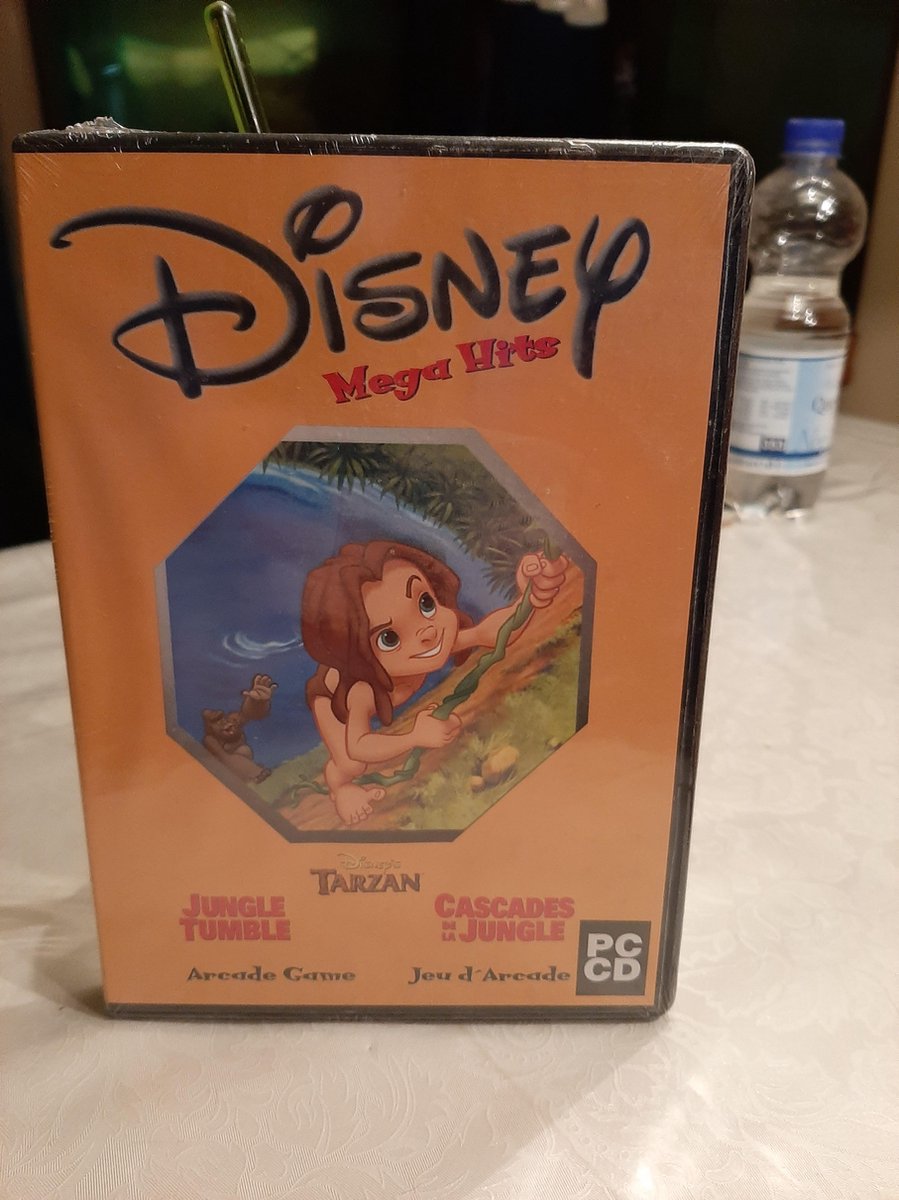 Disney
Mega Hits
Disney's
TARZAN
JUNGLE
TUMBLE
Arcade Game
CASCADES
DE
LA JUNGLE
Jeu d'Arcade
PC
CD